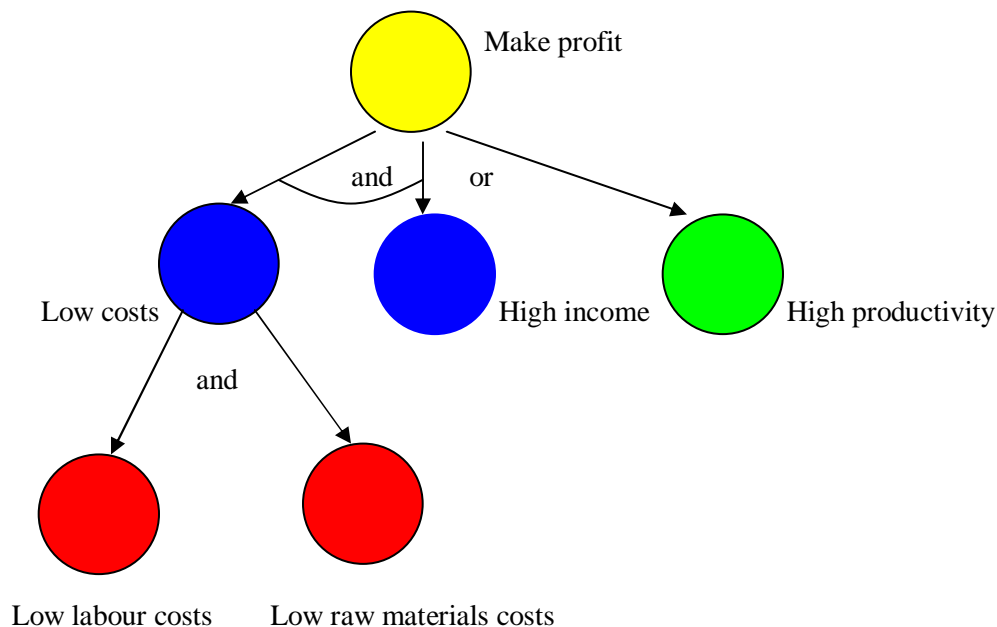 Make profit
and
or
Low costs
High income
High productivity
and
Low labour costs
Low raw materials costs